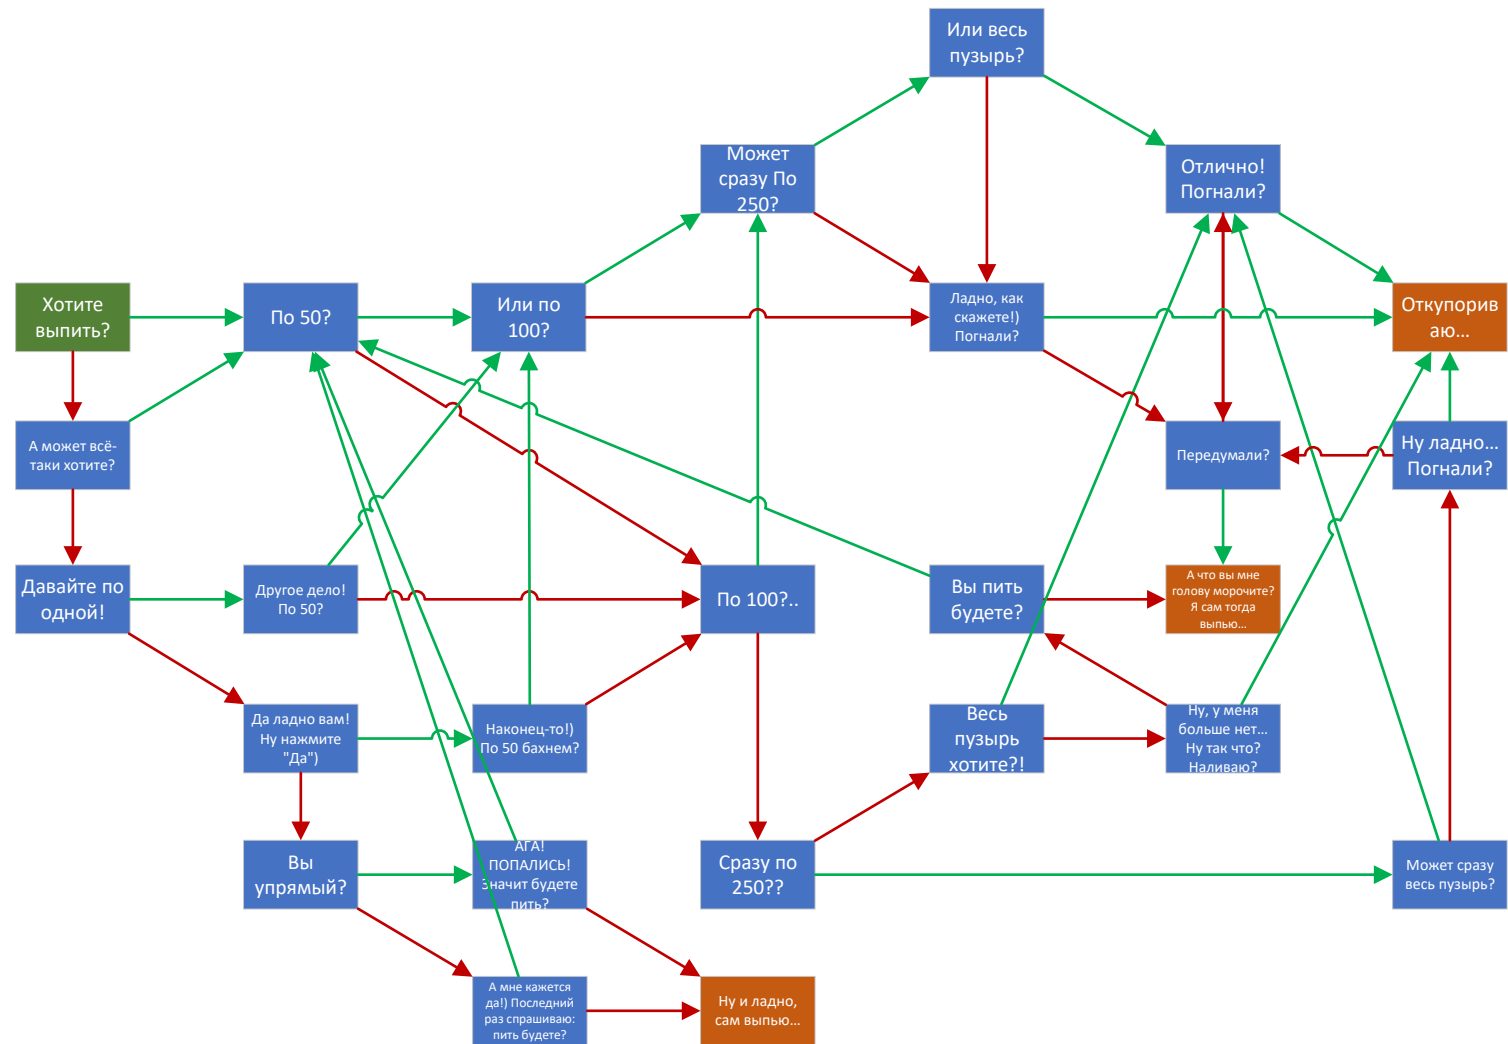 Или весь
пузырь?
Может
сразу По
250?
Отлично!
Погнали?
Хотите
выпить?
По 50?
Или по
100?
Ладно, как
скажете!)
Погнали?
Откупорив
аю...
А может всё-
таки хотите?
Передумали?
Ну ладно...
Погнали?
Давайте по
одной!
Другое дело!
По 50?
По 100?..
Вы пить
будете?
А что вы мне
голову морочите?
Я сам тогда
выпью...
Да ладно вам!
Ну нажмите
"Да")
Наконец-то!)
По 50 бахнем?
Весь
пузырь
хотите?!
Ну, у меня
больше нет...
Ну так что?
Наливаю?
Вы
упрямый?
АГА!
ПОПАЛИСЬ!
Значит будете
пить?
Сразу по
250??
Может сразу
весь пузырь?
А мне кажется
да!) Последний
раз спрашиваю:
пить будете?
Ну и ладно,
сам выпью...